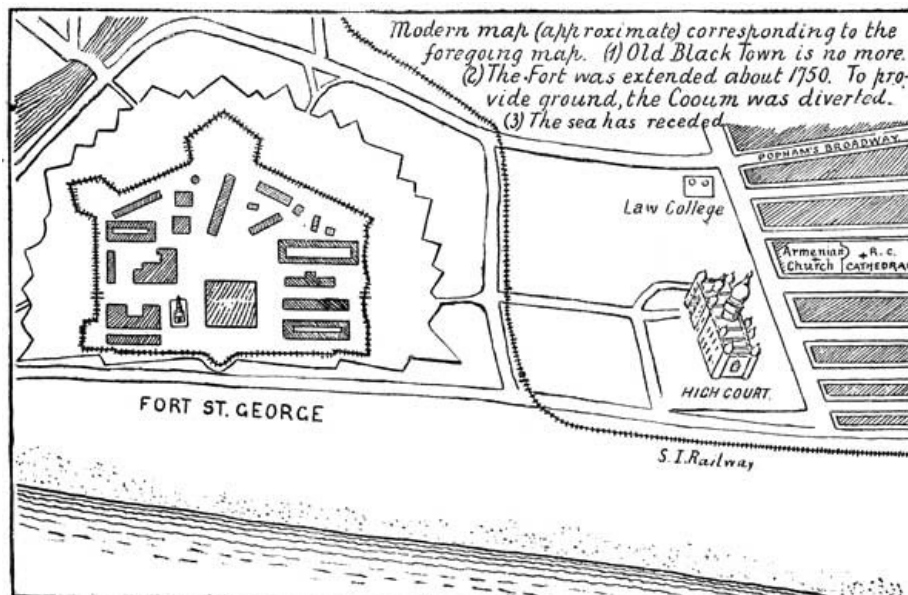 Modern map (approximate) corresponding to the
foregoing map. (1) Old Black Town is no more.
(2) The Fort was extended about 1750. To pro-
vide ground, the Cooum was diverted.
(3) The sea has receded
POPHAM'S BROADWAY
Law College
Armenian
Church
R. C.
CATHEDRAL
HIGH COURT.
FORT ST. GEORGE
S. I. Railway